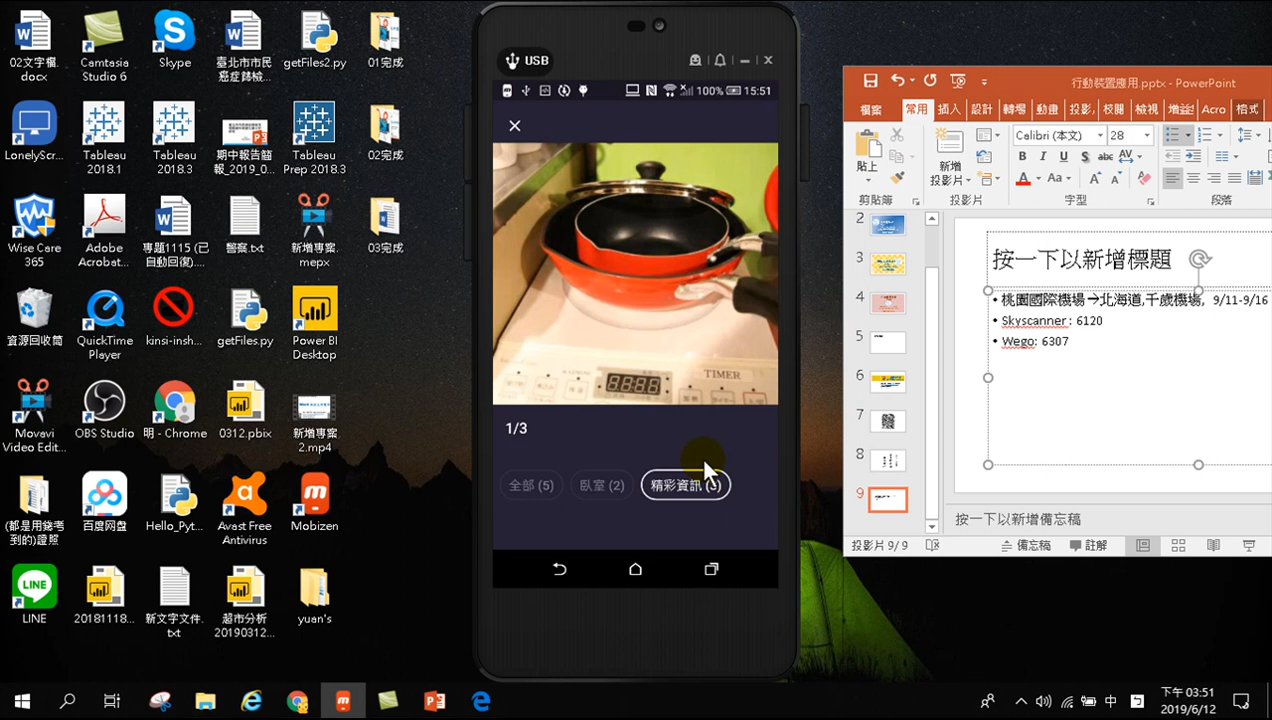 02文字檔.
docx
Camtasia
Studio 6
Skype
臺北市市民
癌症篩檢...
getFiles2.py
01完成
LonelyScr...
Tableau
2018.1
Tableau
2018.3
期中報告簡
報_2019_0...
Tableau
Prep 2018.3
02完成
Wise Care
365
Adobe
Acrobat...
專題1115 (已
自動回復)....
警察.txt
新增專案.
mepx
03完成
資源回收筒
QuickTime
Player
kinsi-insh...
getFiles.py
Power BI
Desktop
Movavi
Video Edit...
OBS Studio
明 - Chrome
0312.pbix
新增專案
2.mp4
(都是用幾考
到的)證照
百度网盘
Hello_Pyt...
Avast Free
Antivirus
Mobizen
LINE
20181118...
新文字文件.
txt
超市分析
20190312...
yuan's
USB
100% 15:51
TIMER
1/3
全部 (5)
臥室 (2)
精彩資訊 (3)
行動裝置應用.pptx - PowerPoint
檔案 常用 插入 設計 轉場 動畫 投影. 校閱 檢視 增益 Acro 格式
貼上
新增
投影片
Calibri (本文) 28
B I U S abc AV
A Aa A A
剪貼簿 投影片 字型 段落
2
3
4
5
6
7
8
9
按一下以新增標題
• 桃園國際機場→北海道,千歲機場, 9/11-9/16
• Skyscanner : 6120
• Wego: 6307
按一下以新增備忘稿
投影片 9/9 備忘稿 註解
中
下午 03:51
2019/6/12